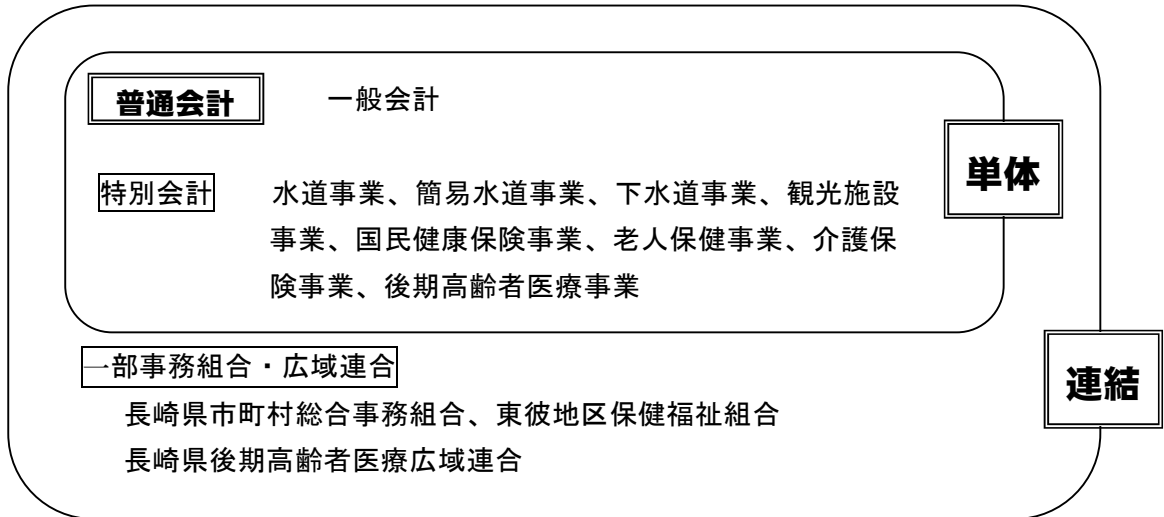 普通会計 一般会計
単体
特別会計 水道事業、簡易水道事業、下水道事業、観光施設
事業、国民健康保険事業、老人保健事業、介護保
険事業、後期高齢者医療事業
一部事務組合・広域連合
連結
長崎県市町村総合事務組合、東彼地区保健福祉組合
長崎県後期高齢者医療広域連合